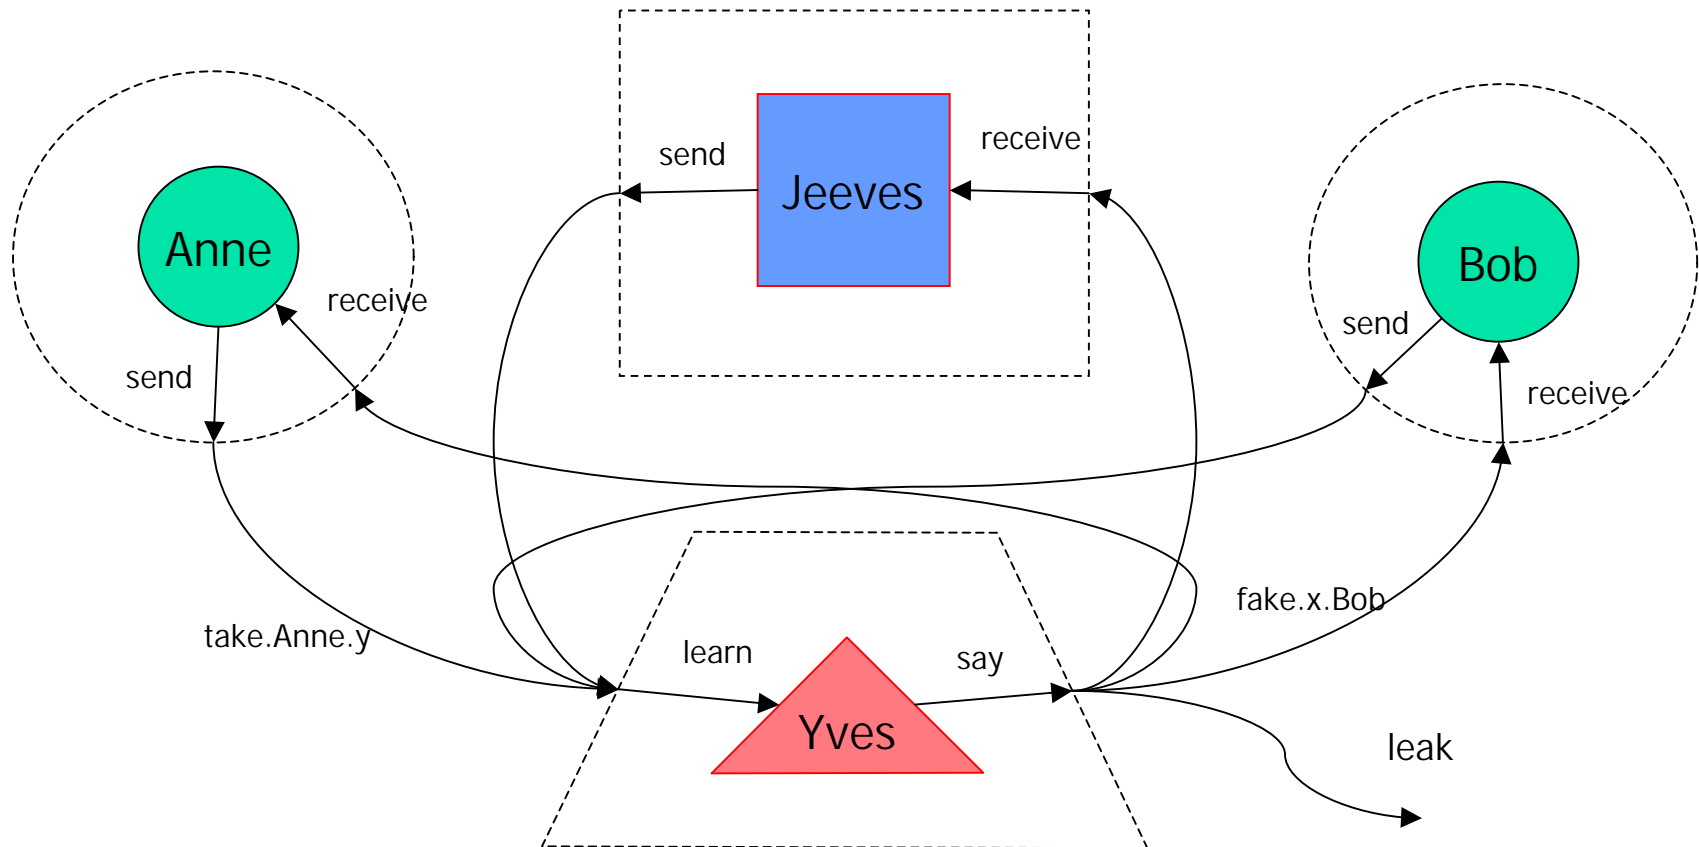 send
Jeeves
receive
Anne
receive
send
Bob
send
receive
take.Anne.y
learn
Yves
say
fake.x.Bob
leak